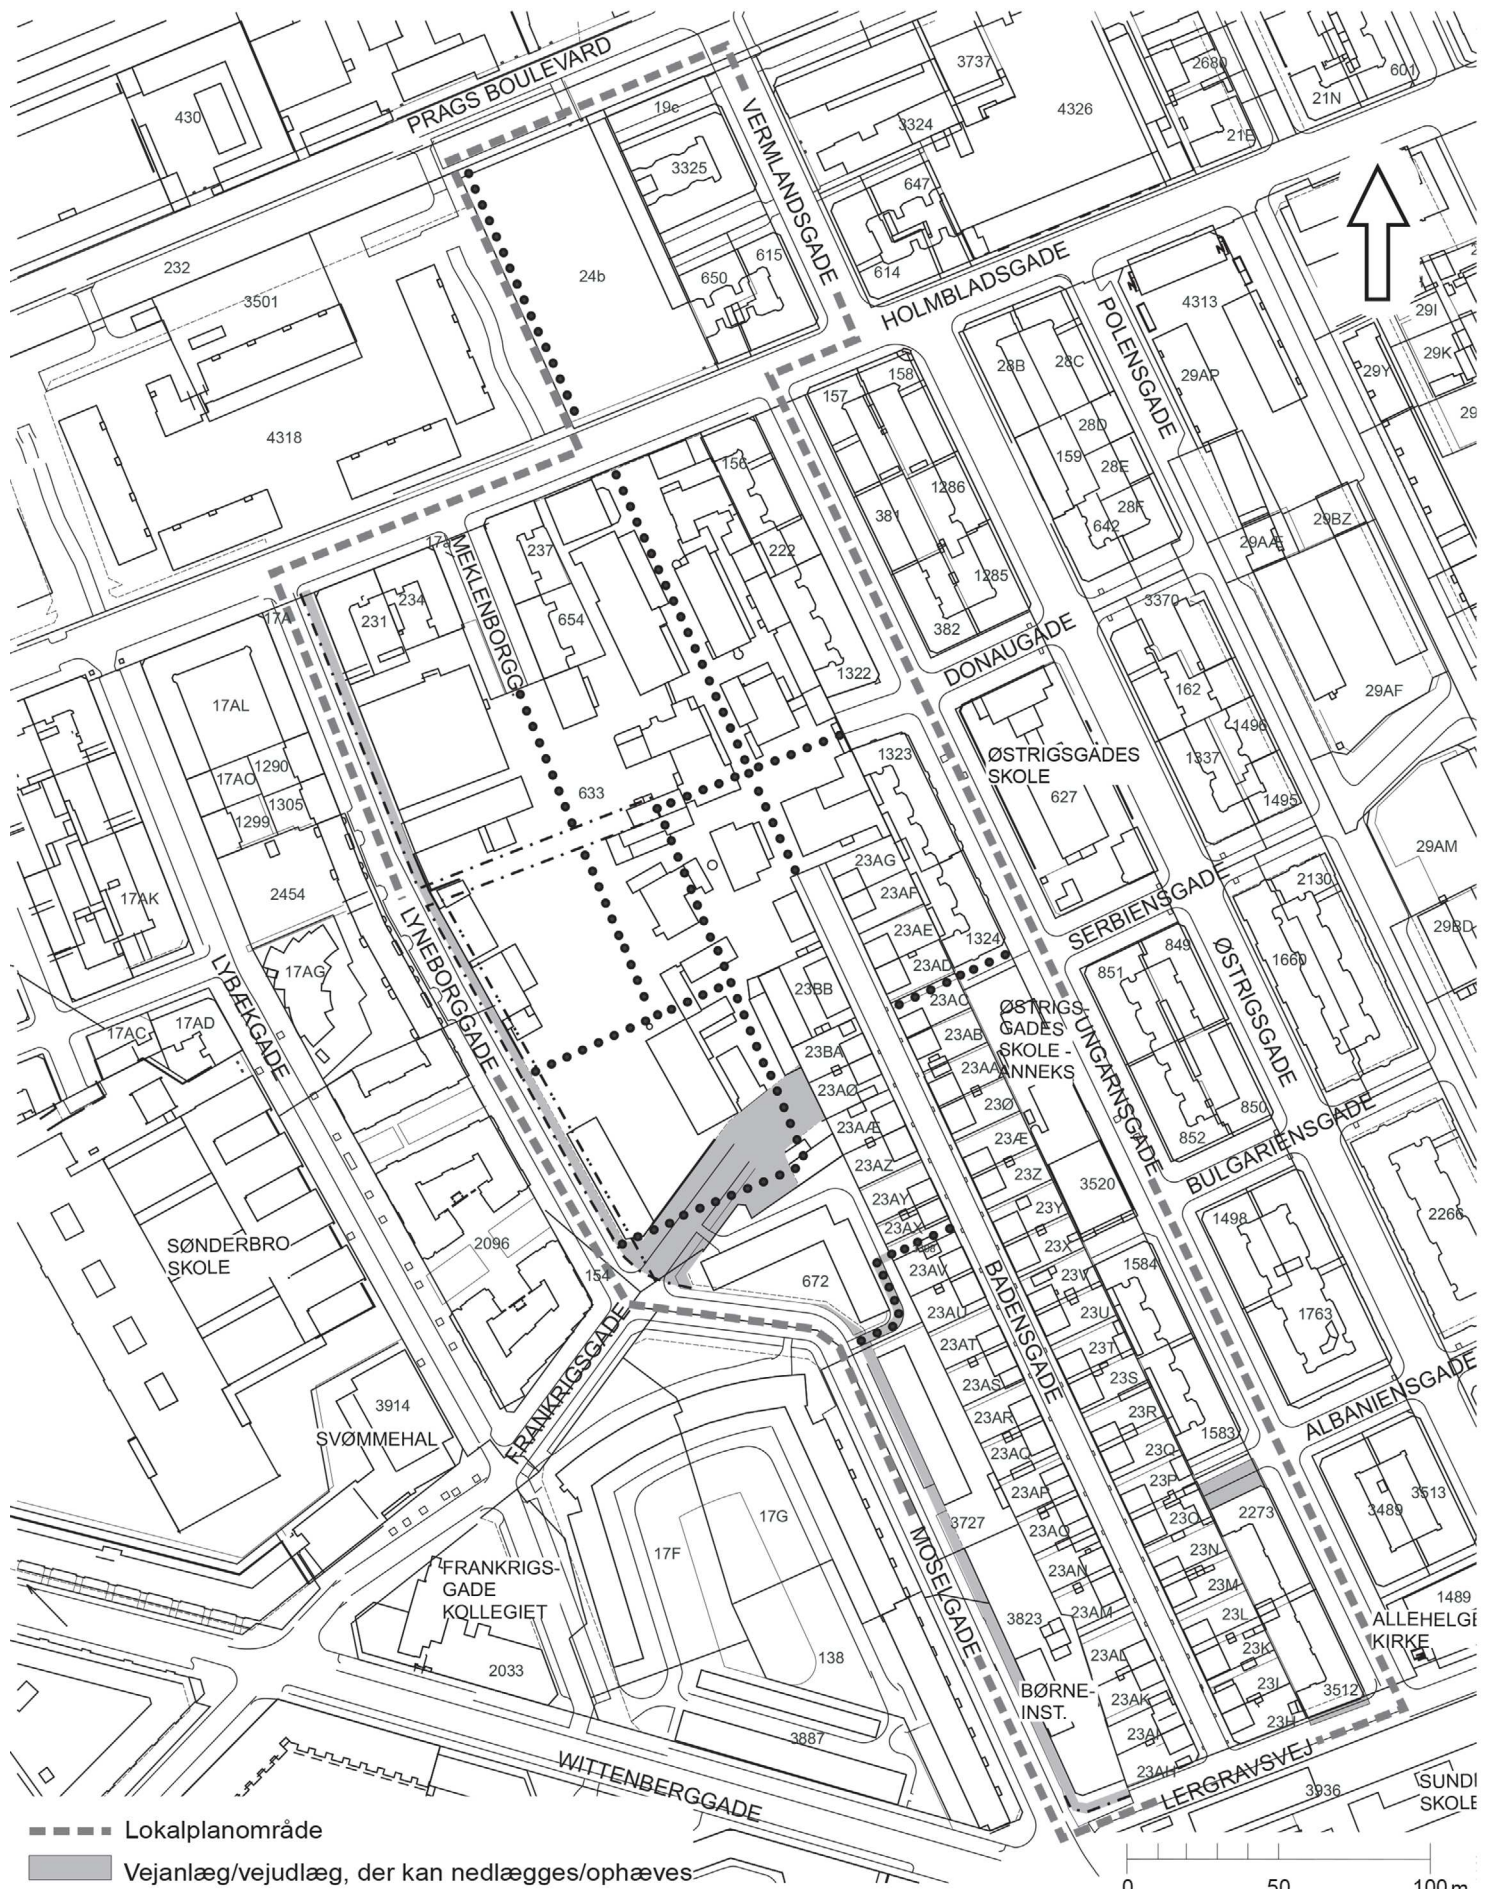 PRAGS BOULEVARD
430
19c
3325
VERMLANDSGADE
3737
3324
4326
2680
21E
21N
601
647
614
615
650
24b
232
3501
4318
HOLMBLADSGADE
POLENSGADE
4313
29AP
29I
29K
29Y
29
28B
28C
28D
28E
28F
159
642
157
158
381
1286
1285
382
156
222
1322
237
654
MEKLENBORGG
17a
17A
231
234
17AL
17AO
1290
1305
1299
2454
17AK
17AG
17AC
17AD
LYBÆKGADE
LYNEBORGGADE
633
DONAUGADE
3370
162
1496
1337
1495
29AÆ
29BZ
29AF
29AM
29BD
ØSTRIGSGADES
SKOLE
627
1323
1324
23AG
23AF
23AE
23AD
23AC
23AB
23AA
23Ø
23Æ
23Z
23Y
23X
23V
23U
23T
23S
23R
23Q
23P
23O
23N
23M
23L
23K
23I
23H
ØSTRIGS-
GADES
SKOLE -
ANNEKS
SERBIENSGADE
ØSTRIGSGADE
UNGARNSGADE
849
851
850
852
2130
1660
BULGARIENSGADE
2266
1498
1763
3520
1584
1583
ALBANIENSGADE
3489
3513
1489
ALLEHELGE
KIRKE
2273
3512
23BB
23BA
23AØ
23AÆ
23AZ
23AY
23AX
23AV
23AU
23AT
23AS
23AR
23AQ
23AP
23AO
23AN
23AM
23AL
23AK
23AI
23AH
BADENSGADE
672
154
2096
SØNDERBRO
SKOLE
3914
SVØMMEHAL
FRANKRIGSGADE
FRANKRIGS-
GADE
KOLLEGIET
2033
17F
17G
138
3887
MOSELGADE
3727
3823
BØRNE-
INST.
WITTENBERGGADE
LERGRAVSVEJ
3936
SUND
SKOLE
Lokalplanområde
Vejanlæg/vejudlæg, der kan nedlægges/ophæves
0 50 100 m